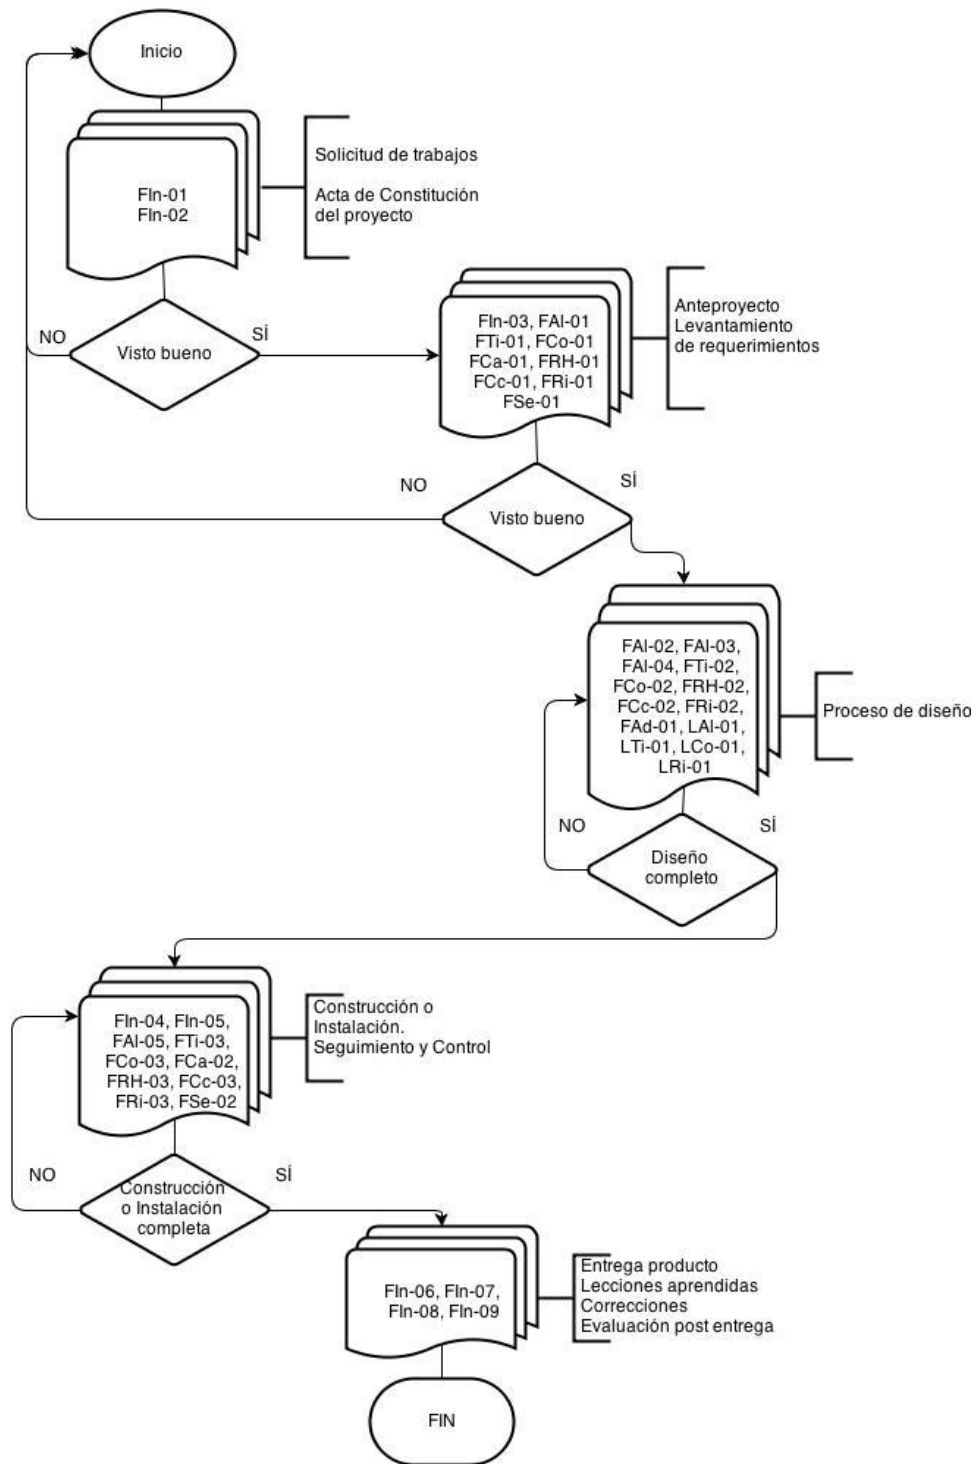 Inicio
FIn-01
FIn-02
Solicitud de trabajos
Acta de Constitución
del proyecto
NO
Visto bueno
SÍ
FIn-03, FAl-01
FTi-01, FCo-01
FCa-01, FRH-01
FCc-01, FRi-01
FSe-01
Anteproyecto
Levantamiento
de requerimientos
NO
Visto bueno
SÍ
FAl-02, FAl-03,
FAl-04, FTi-02,
FCo-02, FRH-02,
FCc-02, FRi-02,
FAd-01, LAl-01,
LTi-01, LCo-01,
LRi-01
Proceso de diseño
NO
SÍ
Diseño
completo
FIn-04, FIn-05,
FAl-05, FTi-03,
FCo-03, FCa-02,
FRH-03, FCc-03,
FRi-03, FSe-02
Construcción o
Instalación.
Seguimiento y Control
NO
SÍ
Construcción
o Instalación
completa
FIn-06, FIn-07,
FIn-08, FIn-09
Entrega producto
Lecciones aprendidas
Correcciones
Evaluación post entrega
FIN